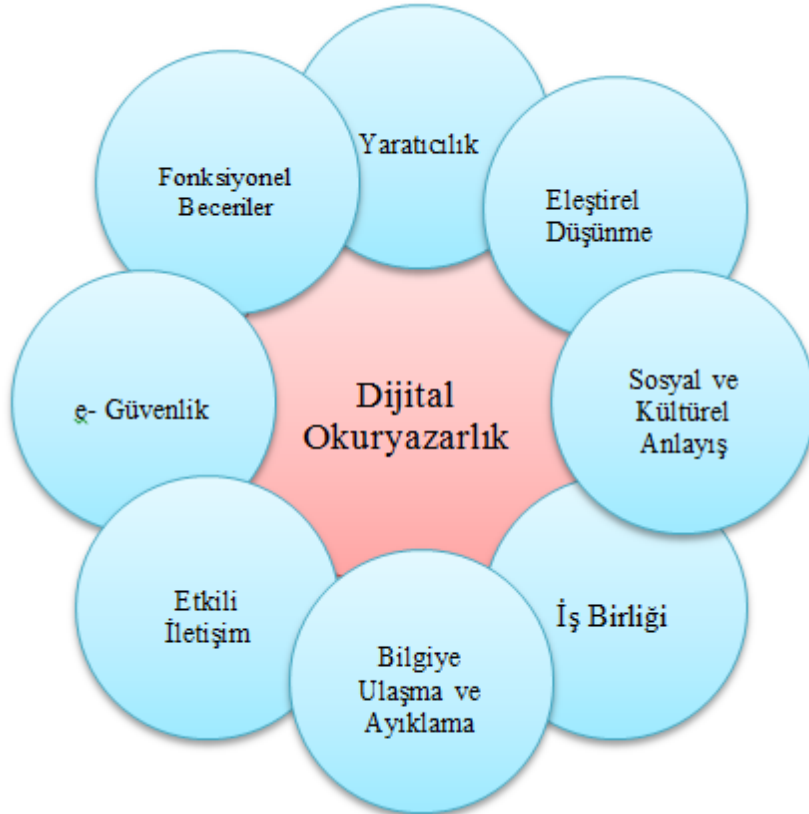 Yaratıcılık
Eleştirel
Düşünme
Sosyal ve
Kültürel
Anlayış
İş Birliği
Bilgiye
Ulaşma ve
Ayıklama
Etkili
İletişim
e- Güvenlik
Fonksiyonel
Beceriler
Dijital
Okuryazarlık